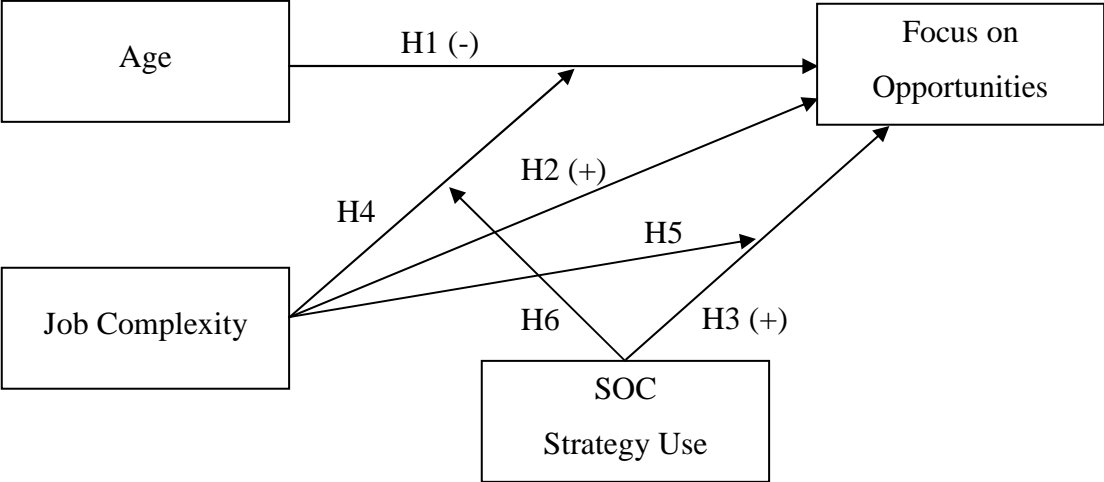 Age
H1 (-)
Focus on
Opportunities
H2 (+)
H4
H5
Job Complexity
H6
H3 (+)
SOC
Strategy Use